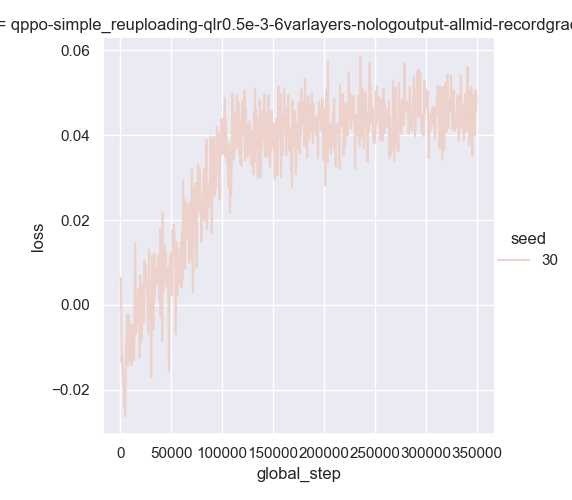 = qppo-simple_reuploading-qlr0.5e-3-6varlayers-nologoutput-allmid-recordgrad
0.06
0.04
0.02
0.00
−0.02
loss
seed
30
0 50000 100000 150000 200000 250000 300000 350000
global_step